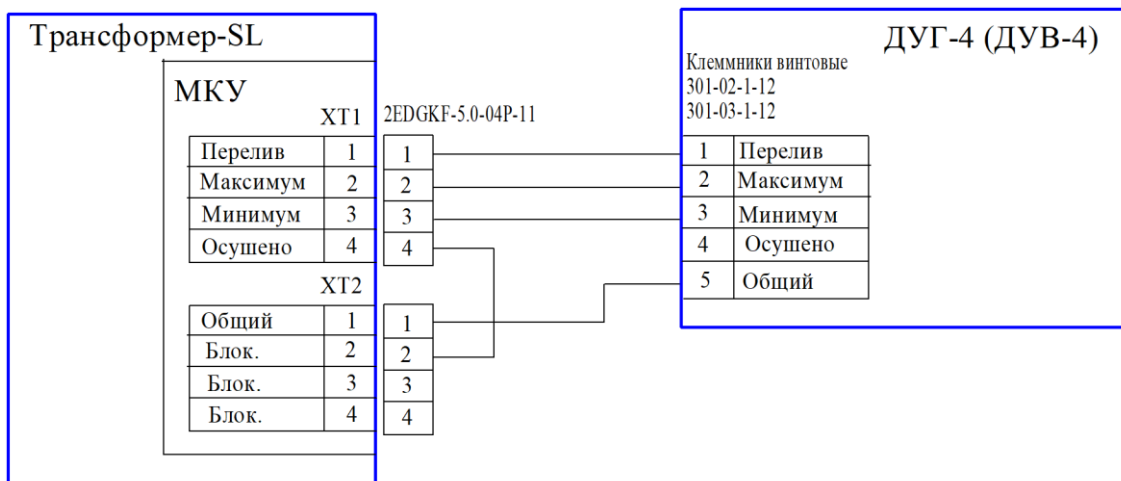 Трансформер-SL
МКУ
XT1
Перелив 1
Максимум 2
Минимум 3
Осушено 4
XT2
Общий 1
Блок. 2
Блок. 3
Блок. 4
2EDGKF-5.0-04P-11
1
2
3
4
1
2
3
4
ДУГ-4 (ДУВ-4)
Клеммники винтовые
301-02-1-12
301-03-1-12
1 Перелив
2 Максимум
3 Минимум
4 Осушено
5 Общий